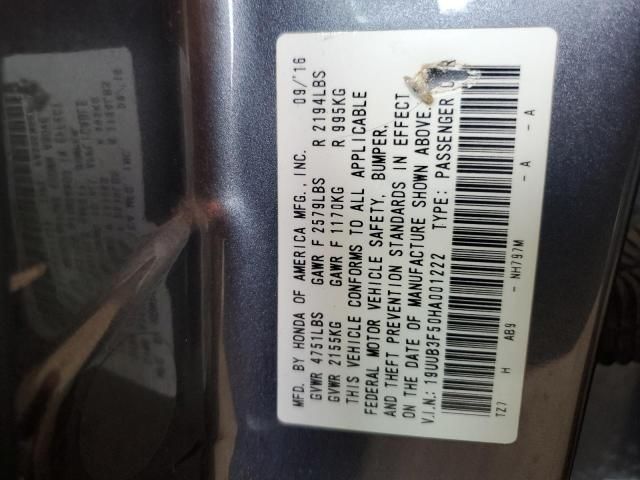 MFD. BY HONDA OF AMERICA MFG., INC. 09/'16
GVWR 4751LBS GAWR F 2579LBS R 2194LBS
GVWR 2155KG GAWR F 1170KG R 995KG
THIS VEHICLE CONFORMS TO ALL APPLICABLE
FEDERAL MOTOR VEHICLE SAFETY, BUMPER,
AND THEFT PREVENTION STANDARDS IN EFFECT
ON THE DATE OF MANUFACTURE SHOWN ABOVE.
V.I.N.: 19UUB3F50HA001222 TYPE: PASSENGER
TZ7 H AB9 - NH797M - A - A